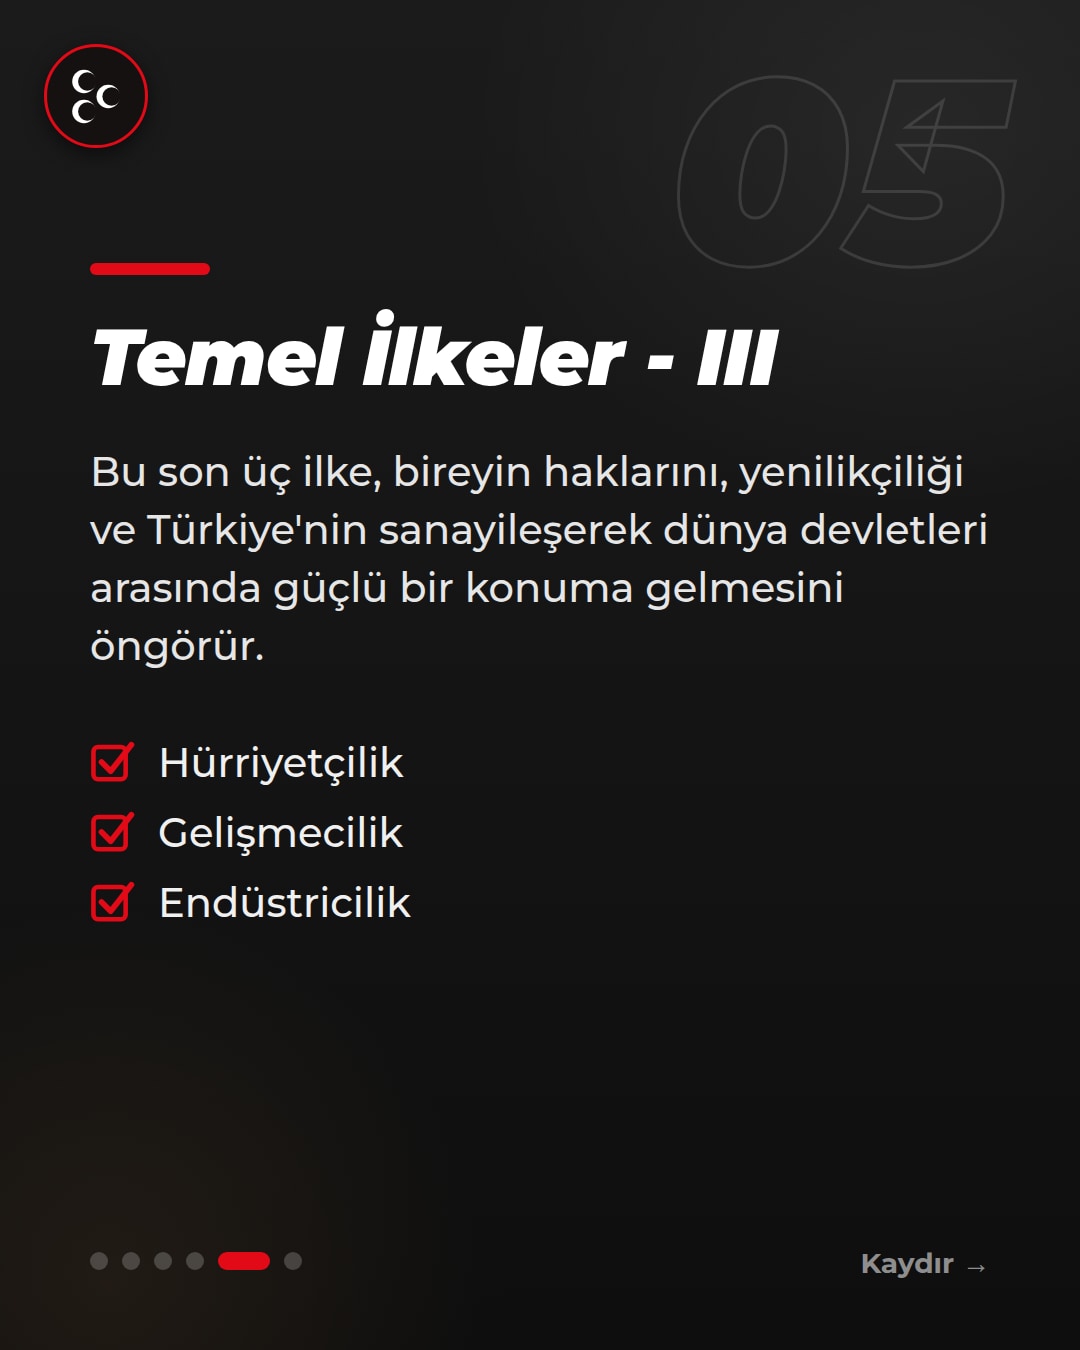 05
Temel İlkeler - III
Bu son üç ilke, bireyin haklarını, yenilikçiliği
ve Türkiye'nin sanayileşerek dünya devletleri
arasında güçlü bir konuma gelmesini
öngörür.
Hürriyetçilik
Gelişmecilik
Endüstricilik
Kaydır →